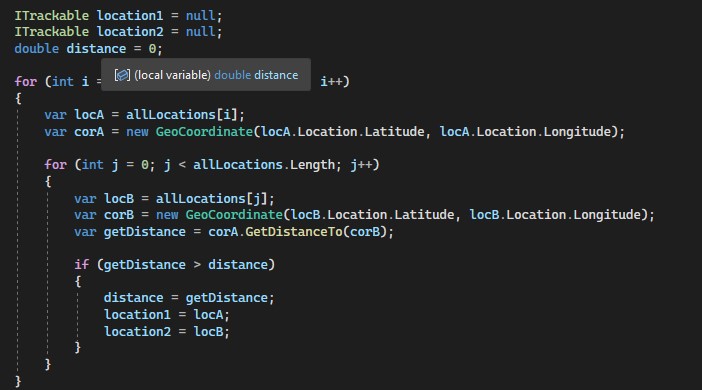 ITrackable location1 = null;
ITrackable location2 = null;
double distance = 0;
(local variable) double distance
for (int i = i++)
{
var locA = allLocations[i];
var corA = new GeoCoordinate(locA.Location.Latitude, locA.Location.Longitude);
for (int j = 0; j < allLocations.Length; j++)
{
var locB = allLocations[j];
var corB = new GeoCoordinate(locB.Location.Latitude, locB.Location.Longitude);
var getDistance = corA.GetDistanceTo(corB);
if (getDistance > distance)
{
distance = getDistance;
location1 = locA;
location2 = locB;
}
}
}